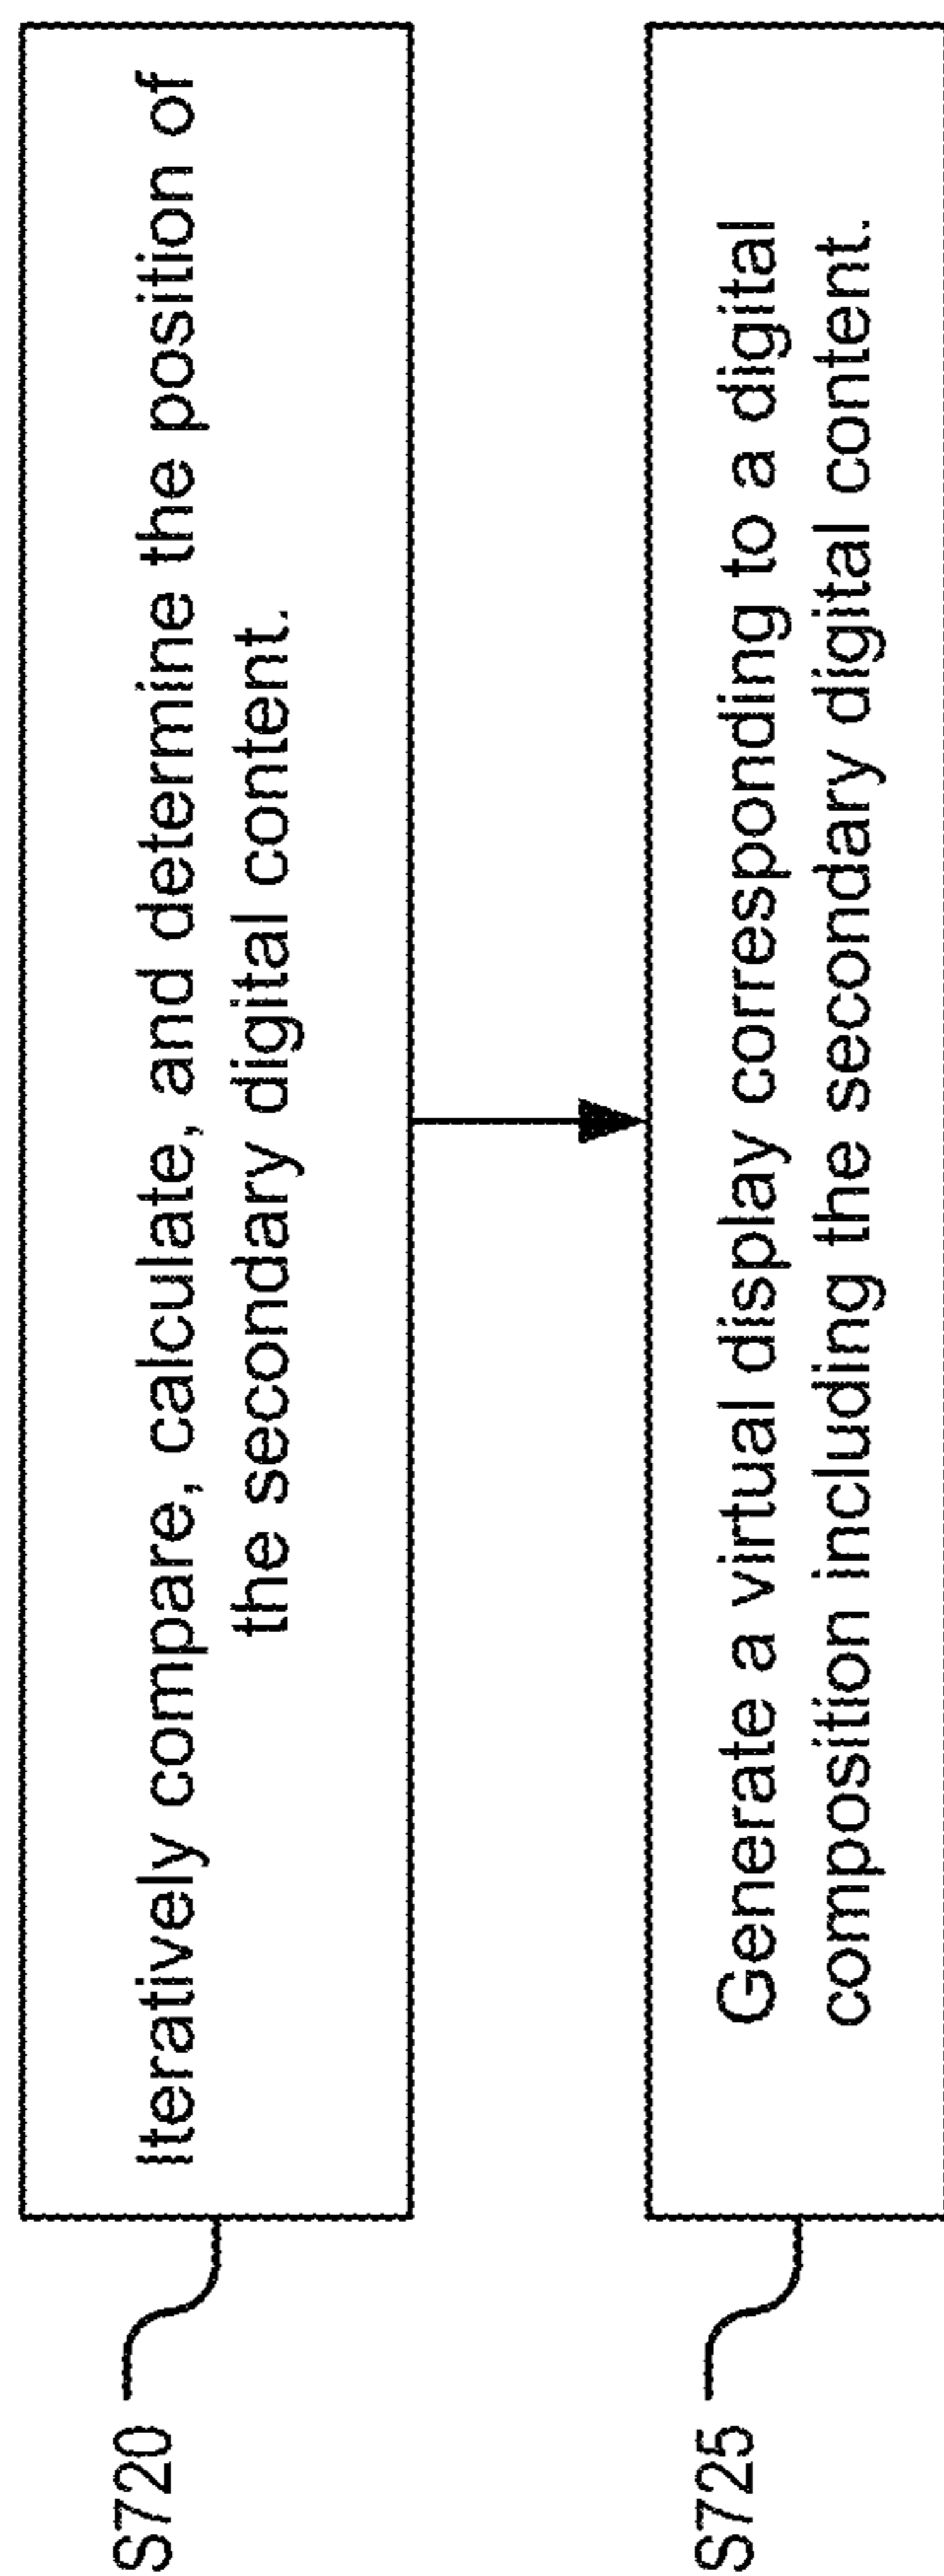 S720
Iteratively compare, calculate, and determine the position of
the secondary digital content.
S725
Generate a virtual display corresponding to a digital
composition including the secondary digital content.